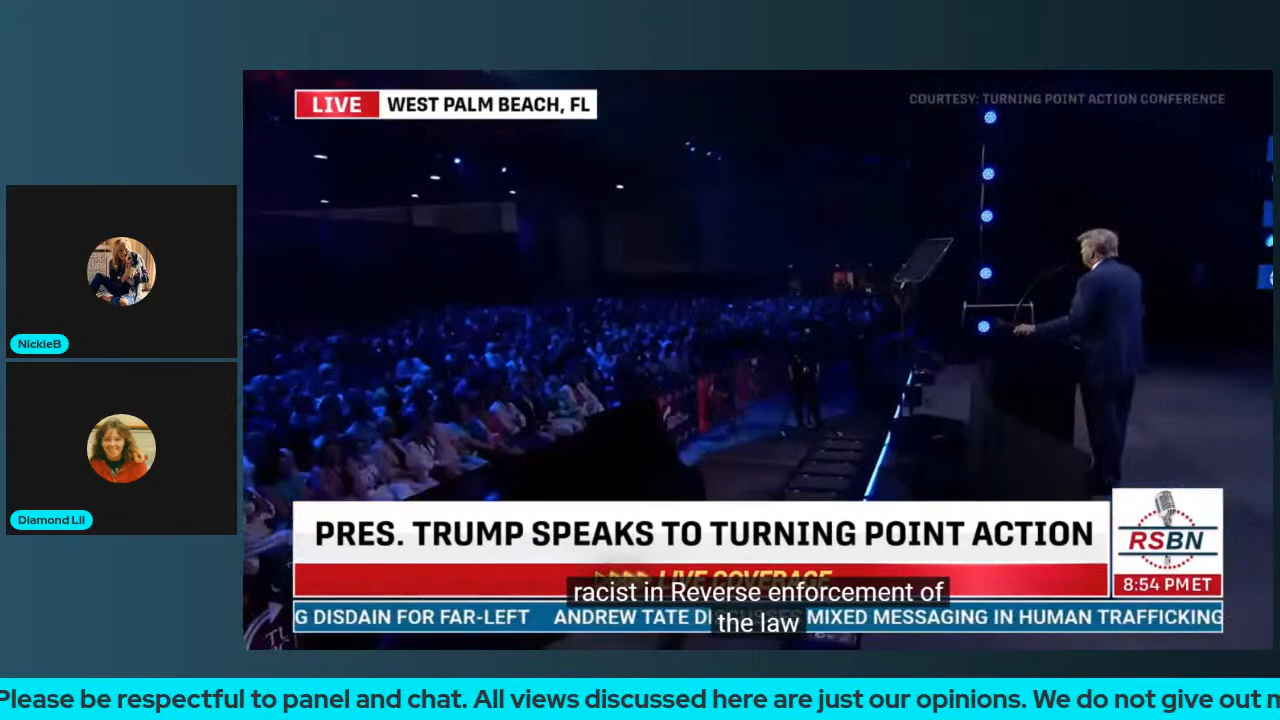 LIVE WEST PALM BEACH, FL
COURTESY: TURNING POINT ACTION CONFERENCE
NickieB
Diamond Lil
PRES. TRUMP SPEAKS TO TURNING POINT ACTION
LIVE COVERAGE
RSBN
8:54 PM ET
racist in Reverse enforcement of
the law
G DISDAIN FOR FAR-LEFT ANDREW TATE MIXED MESSAGING IN HUMAN TRAFFICKING
Please be respectful to panel and chat. All views discussed here are just our opinions. We do not give out